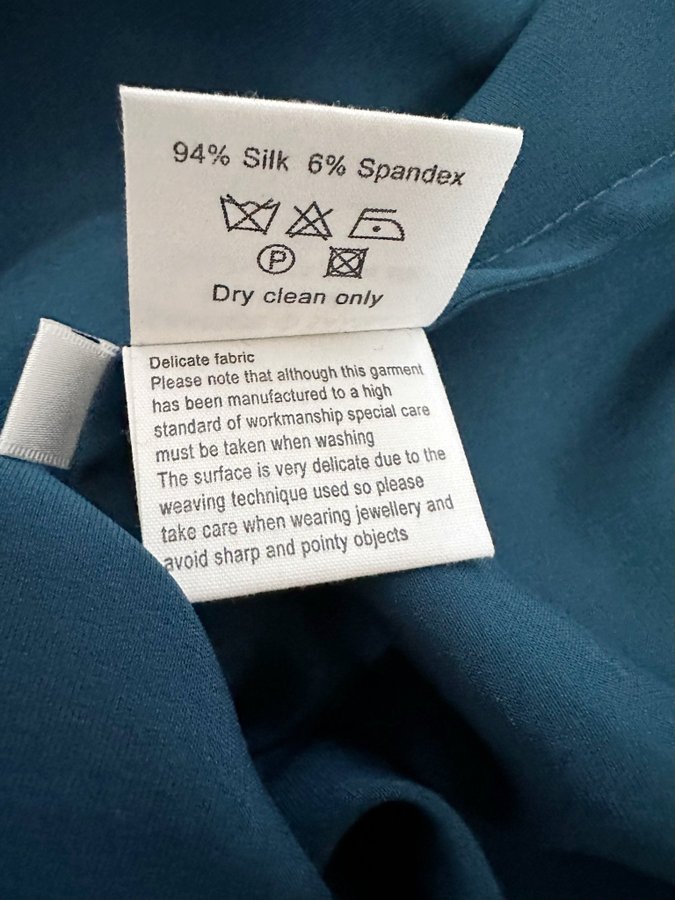 94% Silk 6% Spandex
P
Dry clean only
Delicate fabric
Please note that although this garment
has been manufactured to a high
standard of workmanship special care
must be taken when washing
The surface is very delicate due to the
weaving technique used so please
take care when wearing jewellery and
avoid sharp and pointy objects